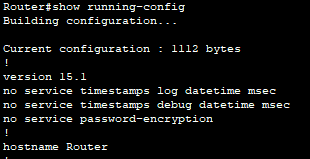 Router#show running-config
Building configuration...
Current configuration : 1112 bytes
!
version 15.1
no service timestamps log datetime msec
no service timestamps debug datetime msec
no service password-encryption
!
hostname Router